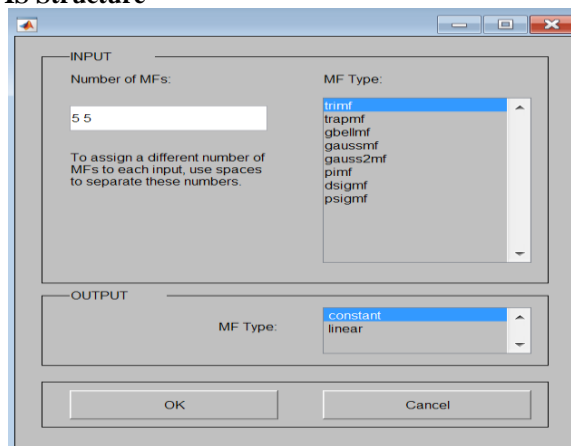 IS Structure
INPUT
Number of MFs:
5 5
To assign a different number of
MFs to each input, use spaces
to separate these numbers.
MF Type:
trimf
trapmf
gbellmf
gaussmf
gauss2mf
pimf
dsigmf
psigmf
OUTPUT
MF Type:
constant
linear
OK
Cancel